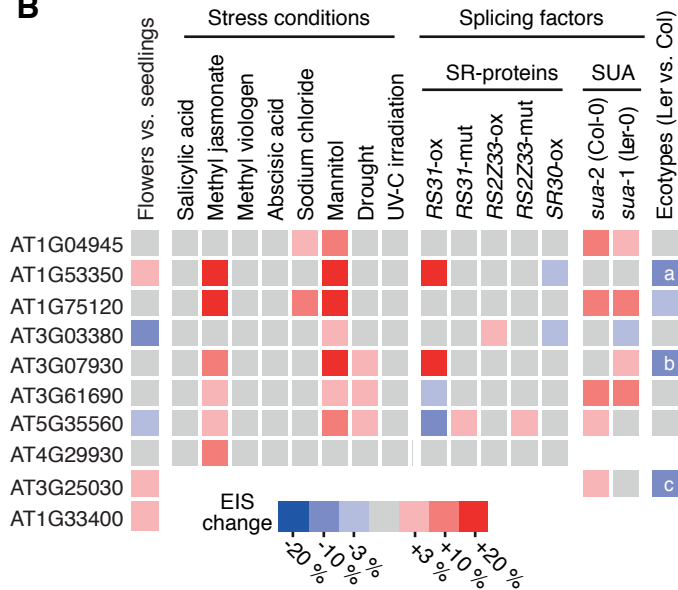 B
Stress conditions
Splicing factors
SR-proteins
SUA
Flowers vs. seedlings
Salicylic acid
Methyl jasmonate
Methyl viologen
Abscisic acid
Sodium chloride
Mannitol
Drought
UV-C irradiation
RS31-ox
RS31-mut
RS2Z33-ox
RS2Z33-mut
SR30-ox
sua-2 (Col-0)
sua-1 (Ler-0)
Ecotypes (Ler vs. Col)
AT1G04945
AT1G53350
a
AT1G75120
AT3G03380
AT3G07930
b
AT3G61690
AT5G35560
AT4G29930
AT3G25030
c
AT1G33400
EIS
change
-20 %
-10 %
-3 %
+3 %
+10 %
+20 %